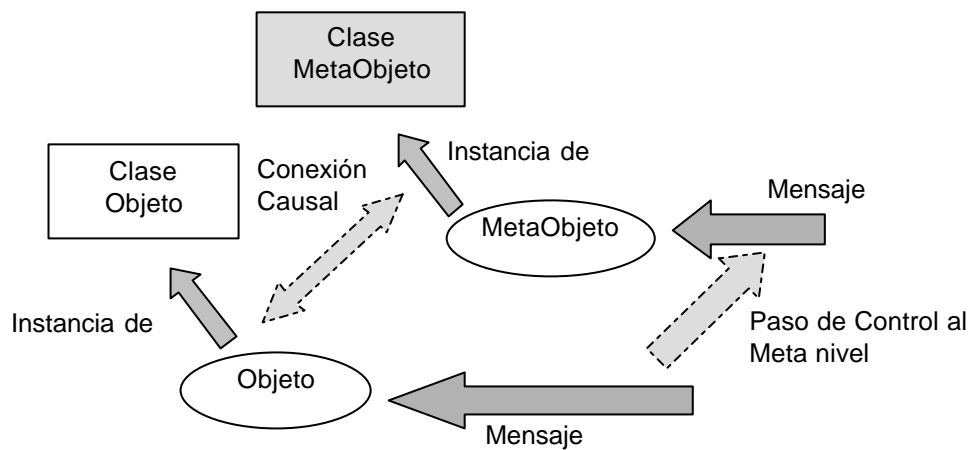 Clase
MetaObjeto
Clase
Objeto
Conexión
Causal
Instancia de
Mensaje
MetaObjeto
Instancia de
Paso de Control al
Meta nivel
Objeto
Mensaje